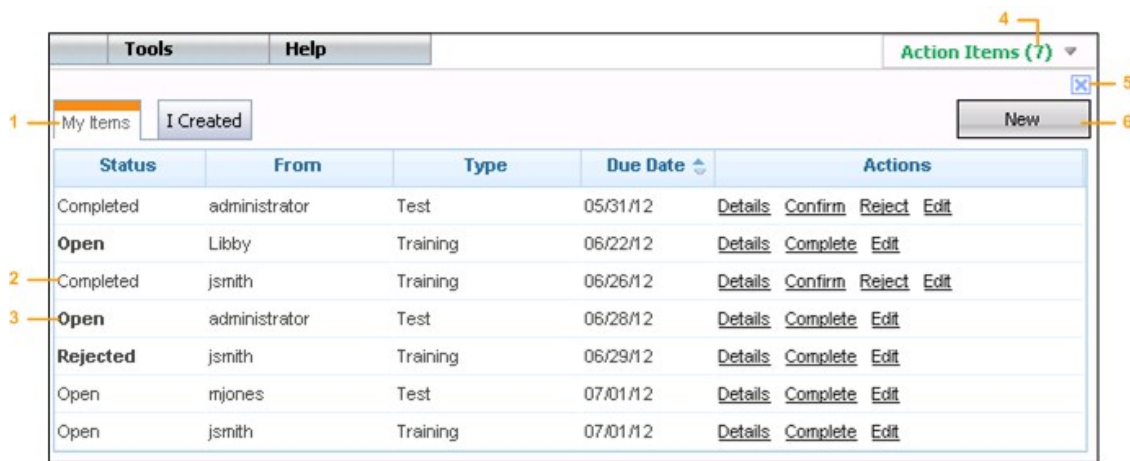 4
Tools Help Action Items (7)
5
1 My Items I Created New 6
Status From Type Due Date Actions
Completed administrator Test 05/31/12 Details Confirm Reject Edit
Open Libby Training 06/22/12 Details Complete Edit
2 Completed jsmith Training 06/26/12 Details Confirm Reject Edit
3 Open administrator Test 06/28/12 Details Complete Edit
Rejected jsmith Training 06/29/12 Details Complete Edit
Open mjones Test 07/01/12 Details Complete Edit
Open jsmith Training 07/01/12 Details Complete Edit